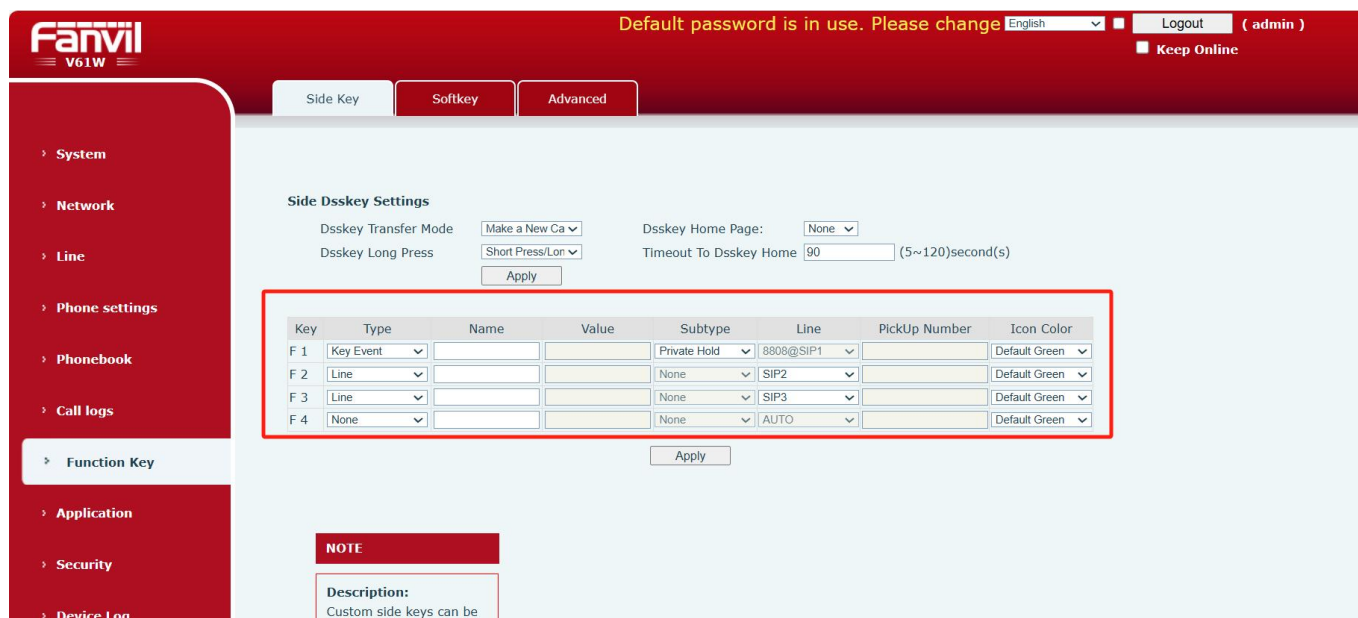 Fanvil
V61W
Default password is in use. Please change English Logout ( admin )
Keep Online
Side Key Softkey Advanced
System
Network
Line
Phone settings
Phonebook
Call logs
Function Key
Application
Security
Device Log
Side Dsskey Settings
Dsskey Transfer Mode Make a New Ca Dsskey Home Page: None
Dsskey Long Press Short Press/Lon Timeout To Dsskey Home 90 (5~120)second(s)
Apply
Key Type Name Value Subtype Line PickUp Number Icon Color
F 1 Key Event Private Hold 8808@SIP1 Default Green
F 2 Line None SIP2 Default Green
F 3 Line None SIP3 Default Green
F 4 None None AUTO Default Green
Apply
NOTE
Description:
Custom side keys can be